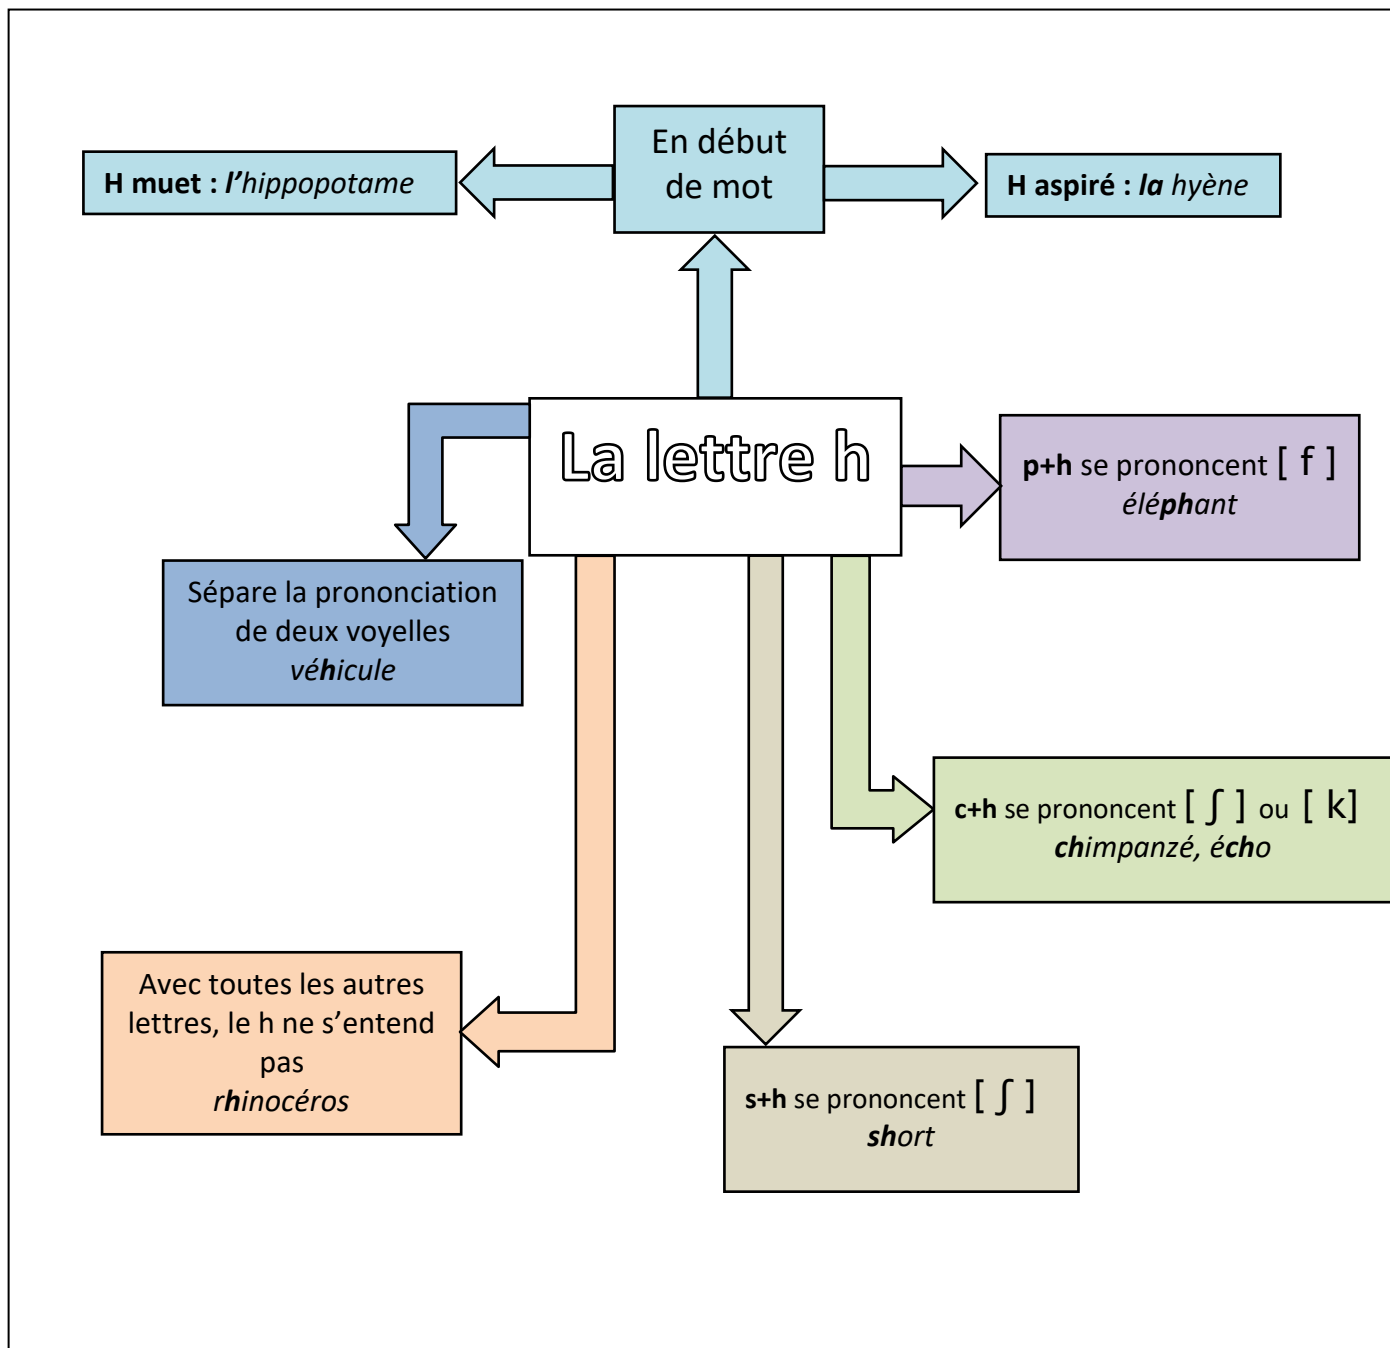 En début
de mot
H muet : l'hippopotame
H aspiré : la hyène
La lettre h
p+h se prononcent [ f ]
éléphant
Sépare la prononciation
de deux voyelles
véhicule
c+h se prononcent [ ʃ ] ou [ k]
chimpanzé, écho
Avec toutes les autres
lettres, le h ne s'entend
pas
rhinocéros
s+h se prononcent [ ʃ ]
short